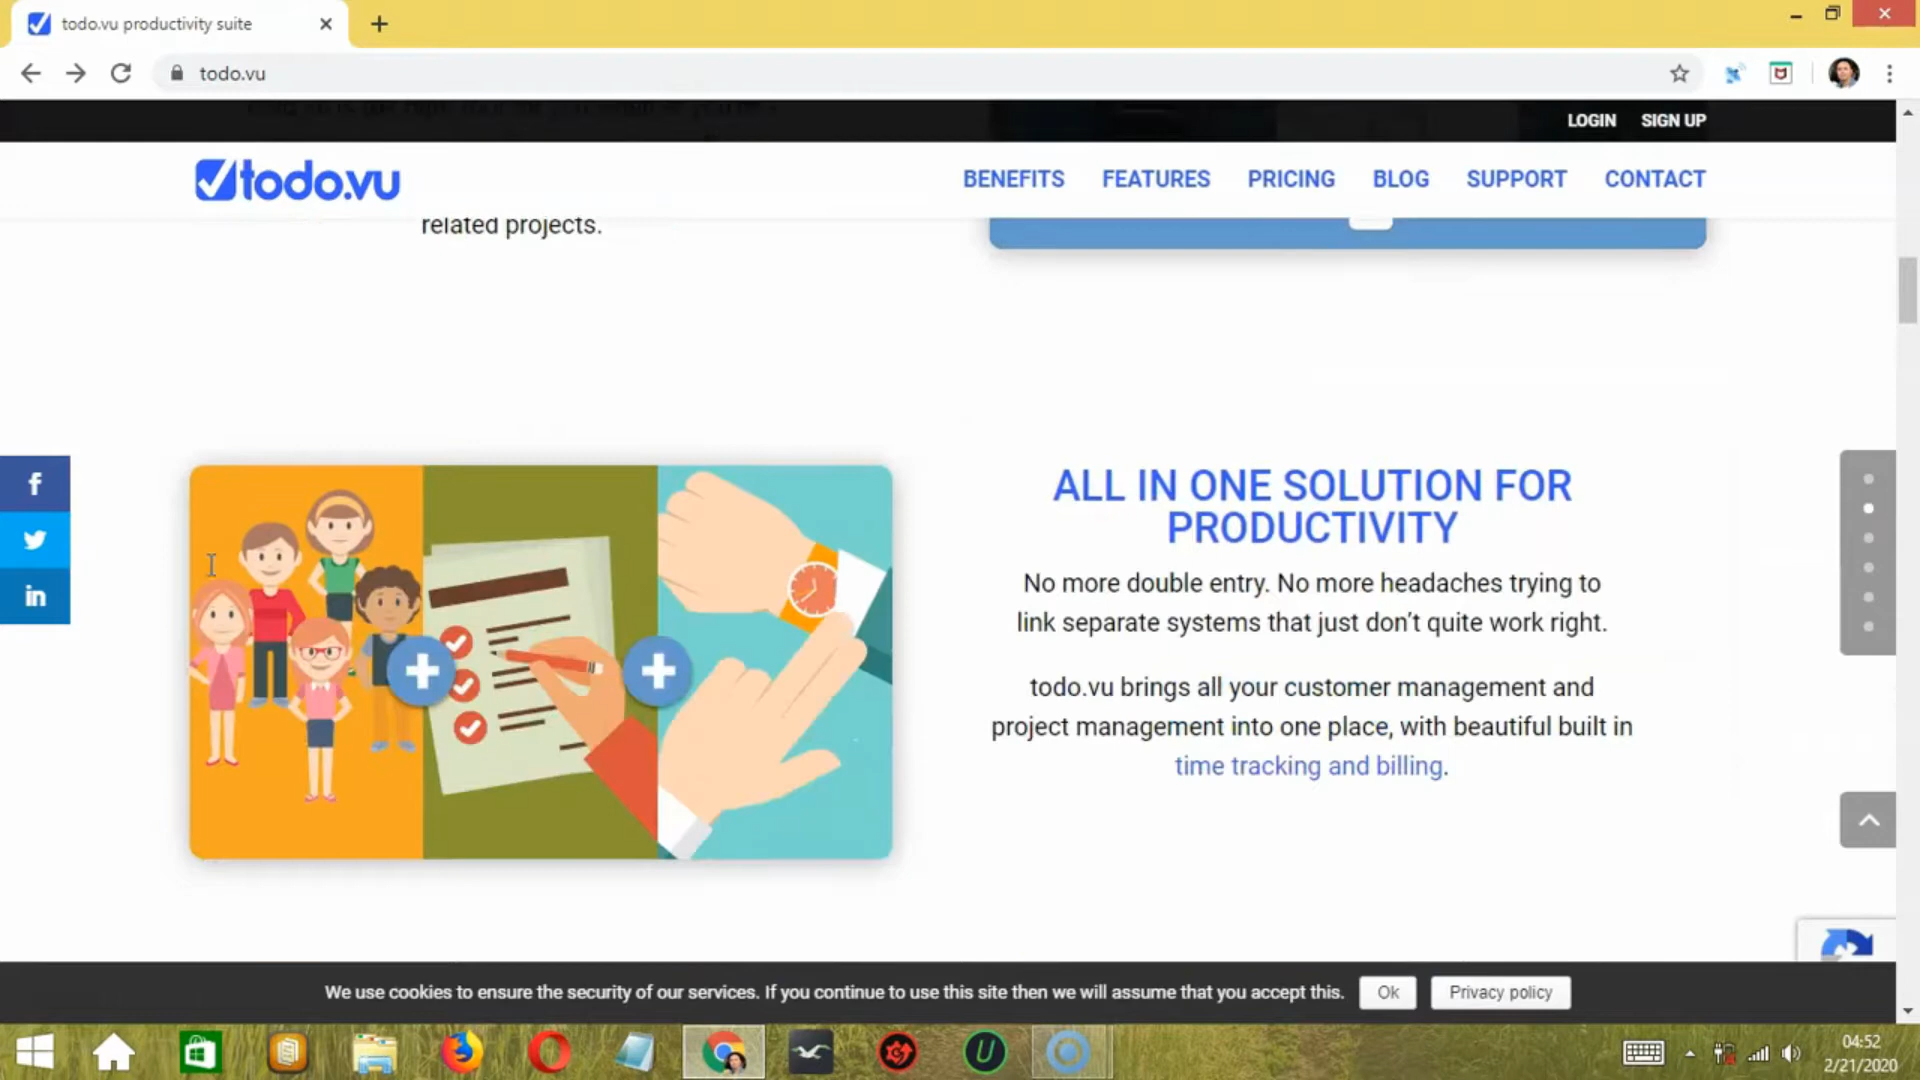 todo.vu productivity suite
todo.vu
LOGIN SIGN UP
todo.vu
BENEFITS FEATURES PRICING BLOG SUPPORT CONTACT
related projects.
f
in
ALL IN ONE SOLUTION FOR
PRODUCTIVITY
No more double entry. No more headaches trying to
link separate systems that just don’t quite work right.
todo.vu brings all your customer management and
project management into one place, with beautiful built in
time tracking and billing.
We use cookies to ensure the security of our services. If you continue to use this site then we will assume that you accept this. Ok Privacy policy
U
04:52
2/21/2020